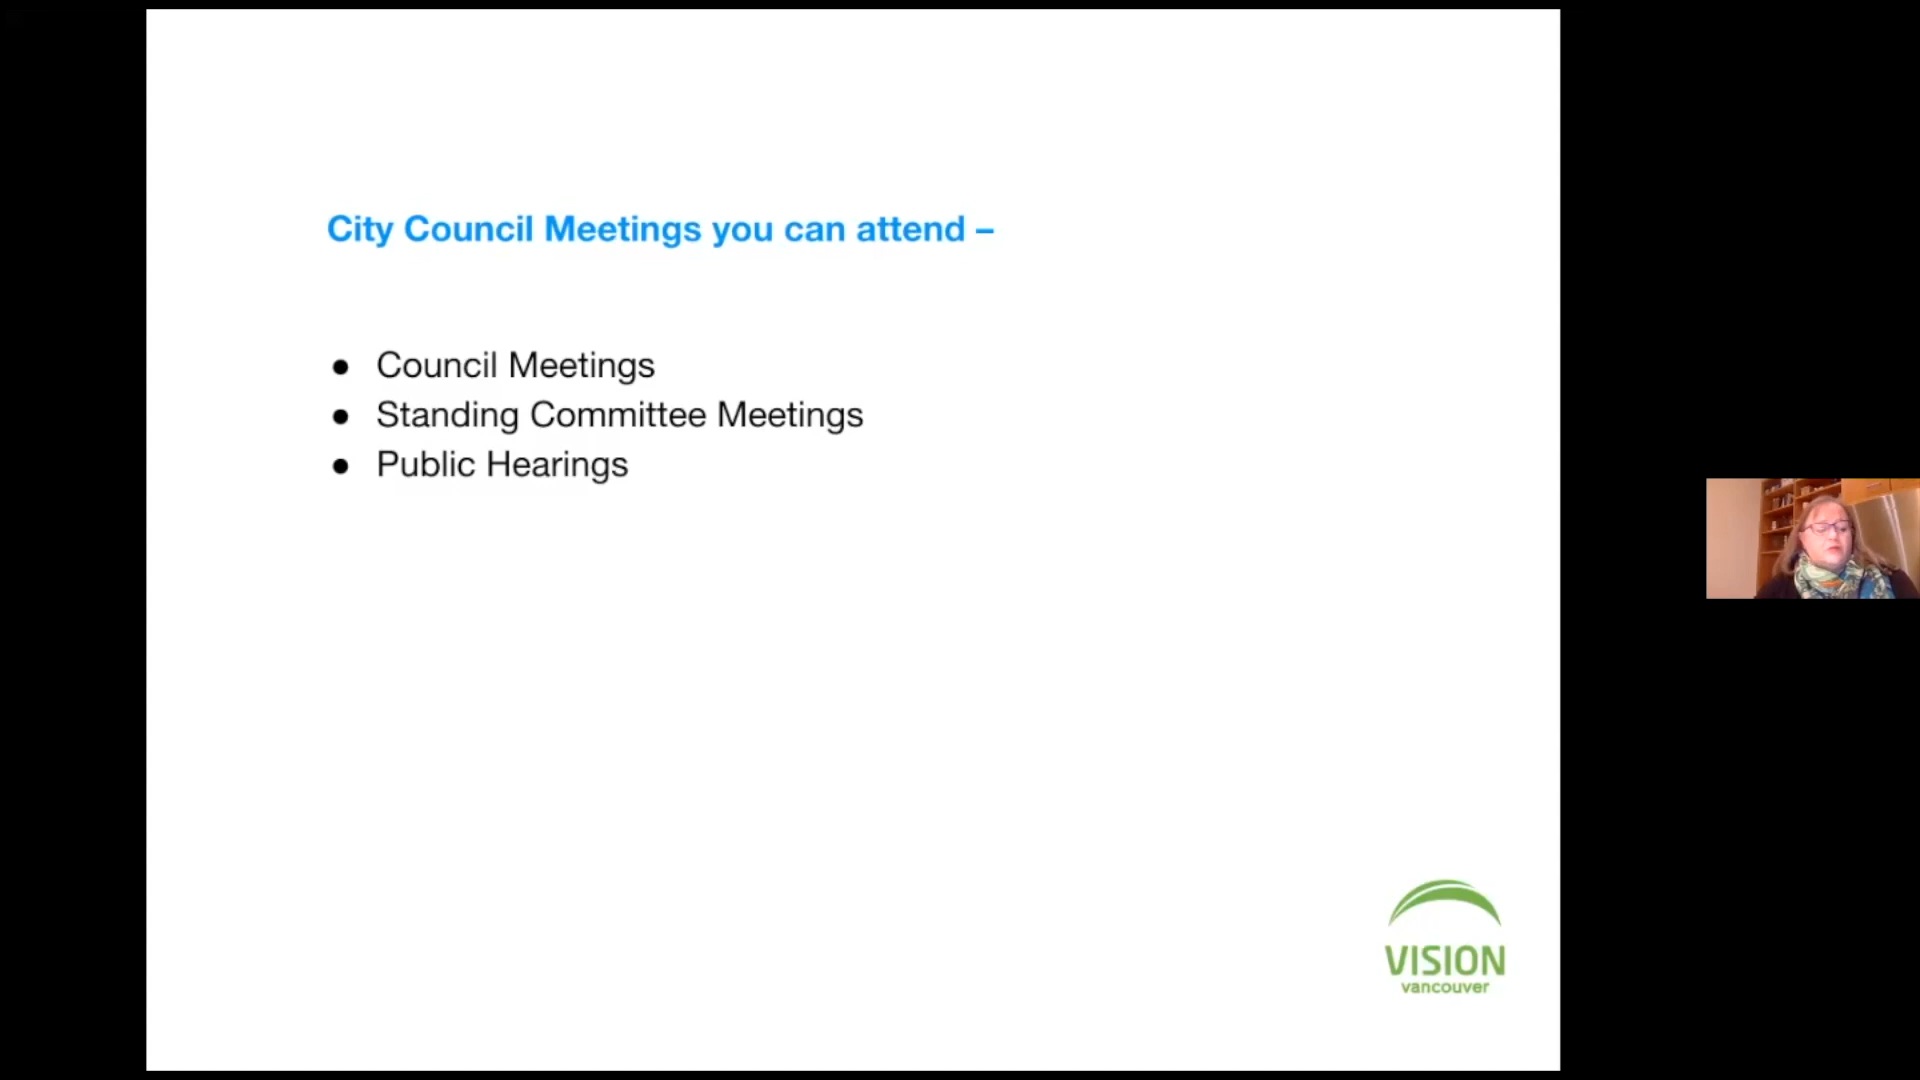 City Council Meetings you can attend –
● Council Meetings
● Standing Committee Meetings
● Public Hearings
VISION
vancouver